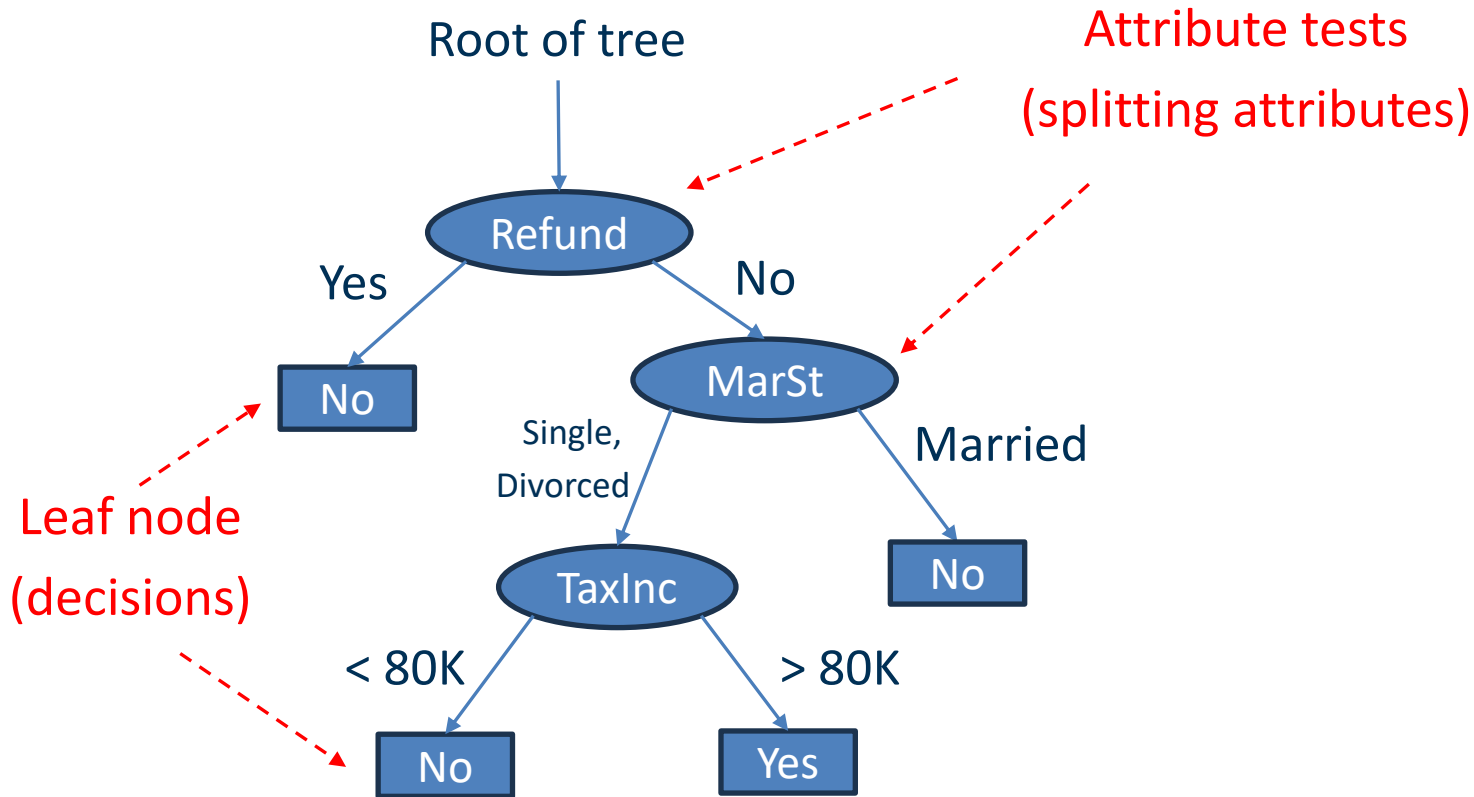 Root of tree
Attribute tests
(splitting attributes)
Refund
Yes
No
No
MarSt
Single,
Divorced
Married
Leaf node
(decisions)
TaxInc
No
< 80K
> 80K
No
Yes